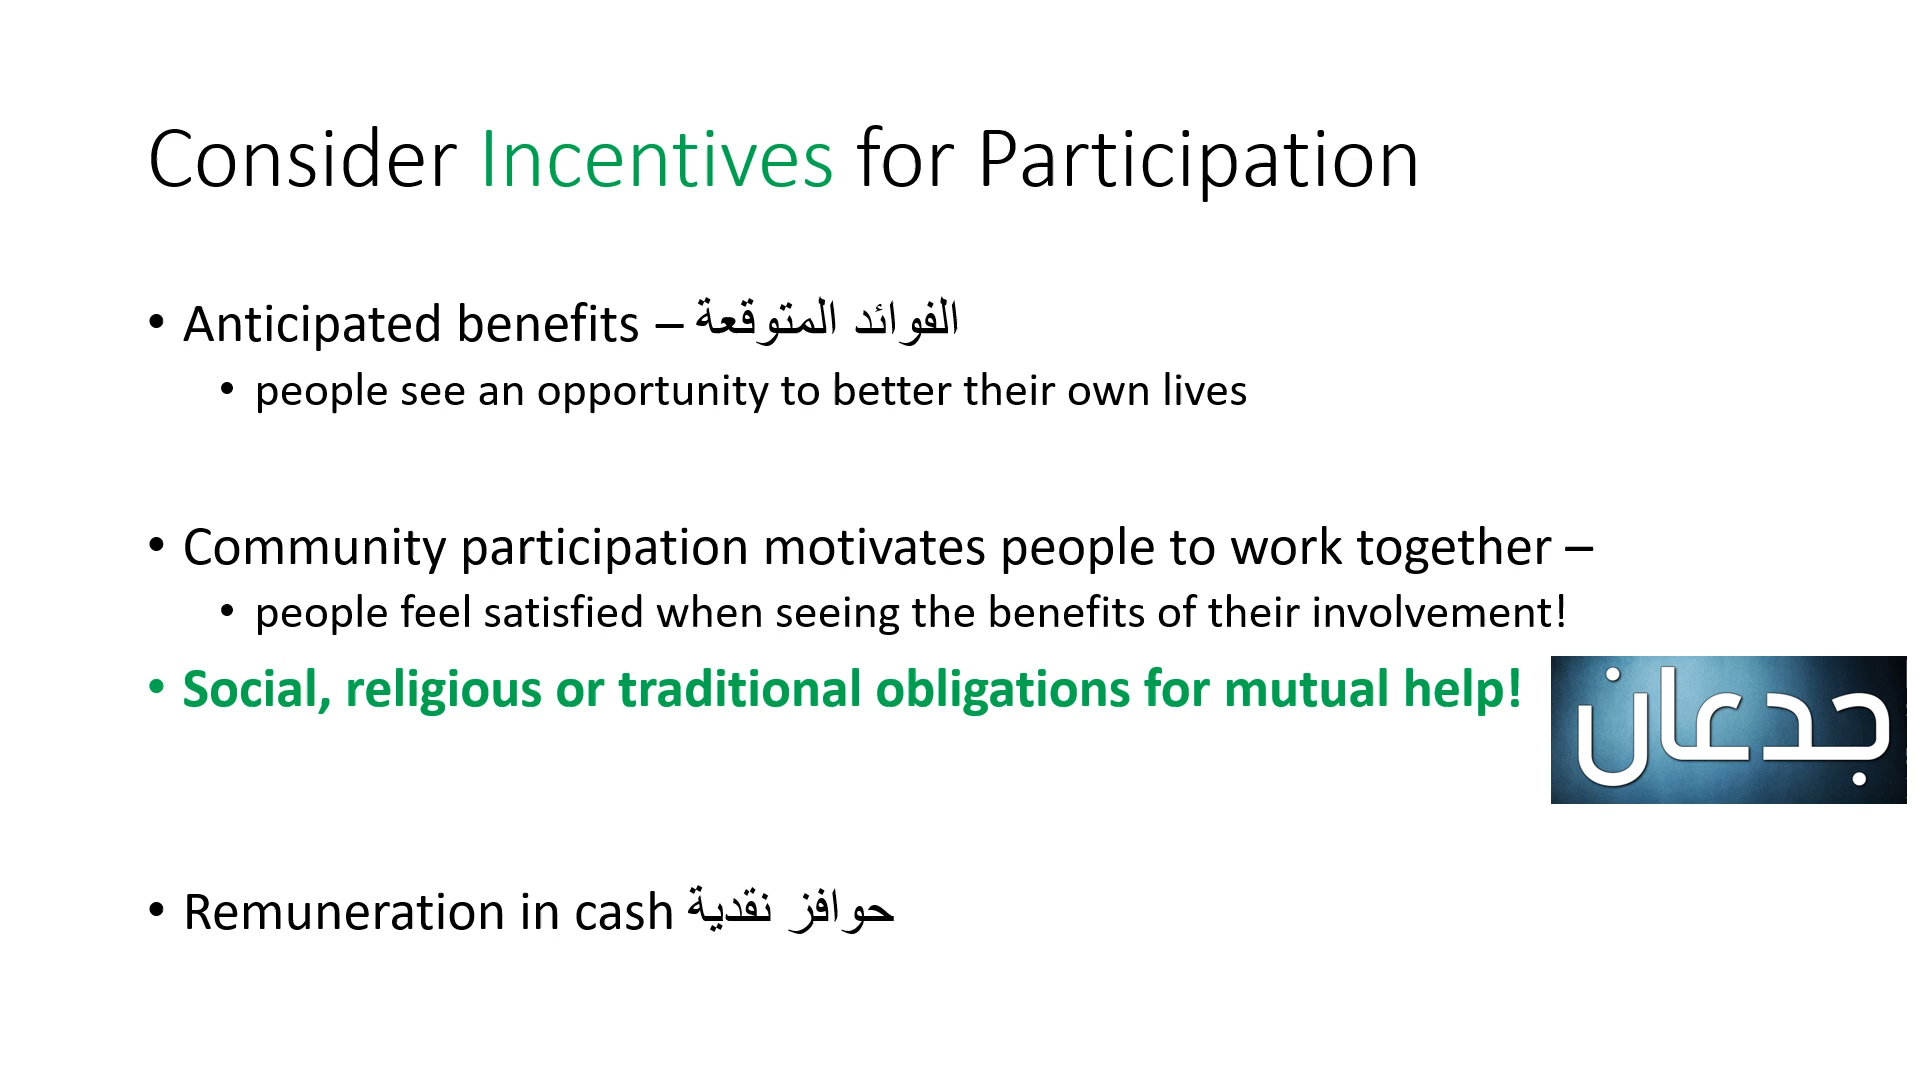 Consider Incentives for Participation
• Anticipated benefits – الفوائد المتوقعة
• people see an opportunity to better their own lives
• Community participation motivates people to work together –
• people feel satisfied when seeing the benefits of their involvement!
• Social, religious or traditional obligations for mutual help!
جدعان
• Remuneration in cash حوافز نقدية